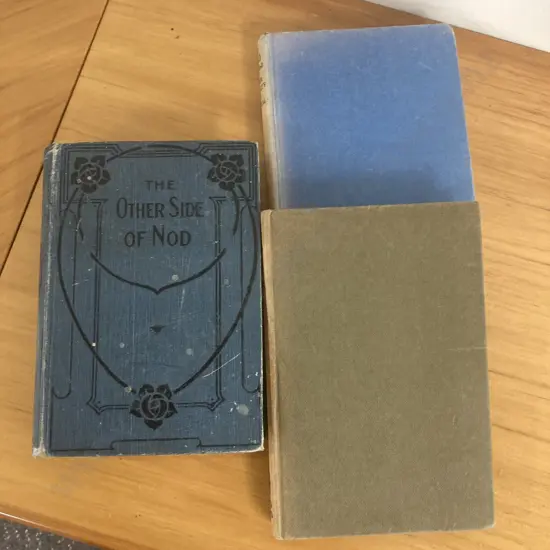 THE
OTHER SIDE
OF NOD